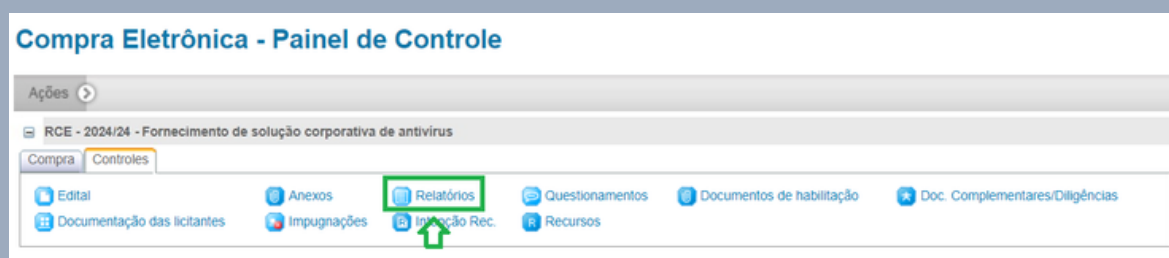 Compra Eletrônica - Painel de Controle
Ações
RCE - 2024/24 - Fornecimento de solução corporativa de antivírus
Compra Controles
Edital Anexos Relatórios Questionamentos Documentos de habilitação Doc. Complementares/Diligências
Documentação das licitantes Impugnações Intenção Rec. Recursos